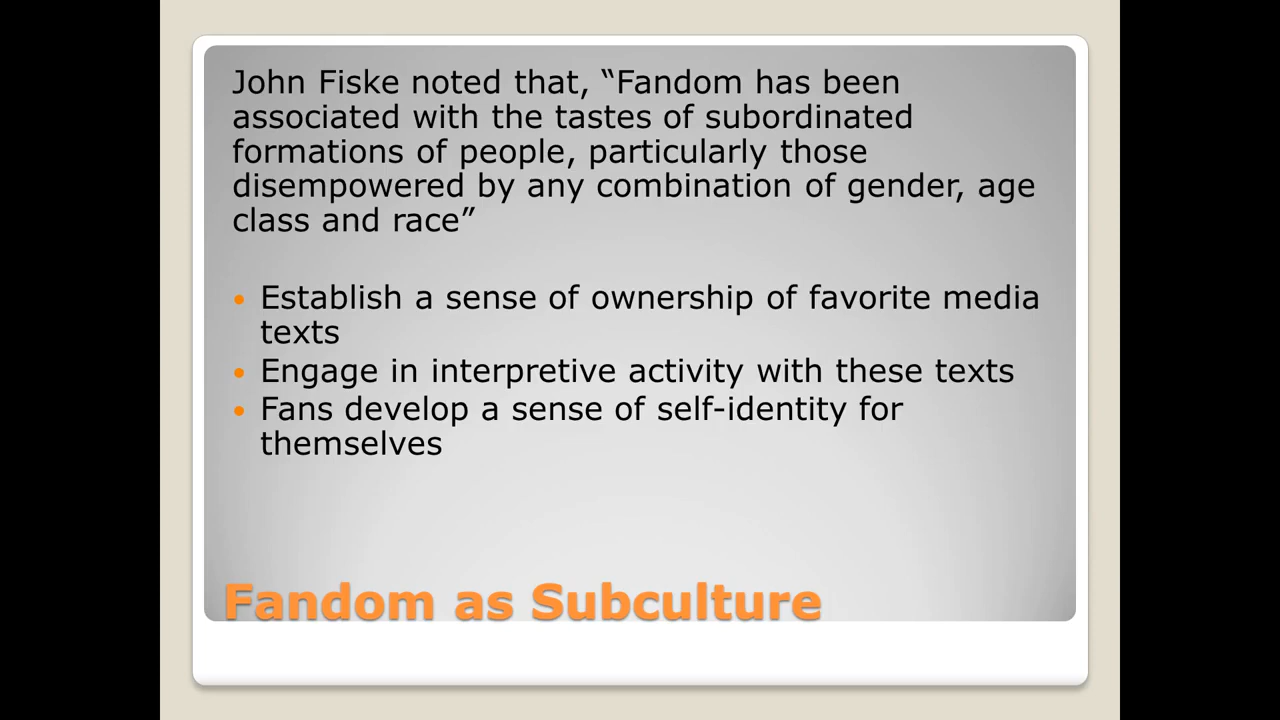 John Fiske noted that, “Fandom has been
associated with the tastes of subordinated
formations of people, particularly those
disempowered by any combination of gender, age
class and race”
• Establish a sense of ownership of favorite media
texts
• Engage in interpretive activity with these texts
• Fans develop a sense of self-identity for
themselves
Fandom as Subculture